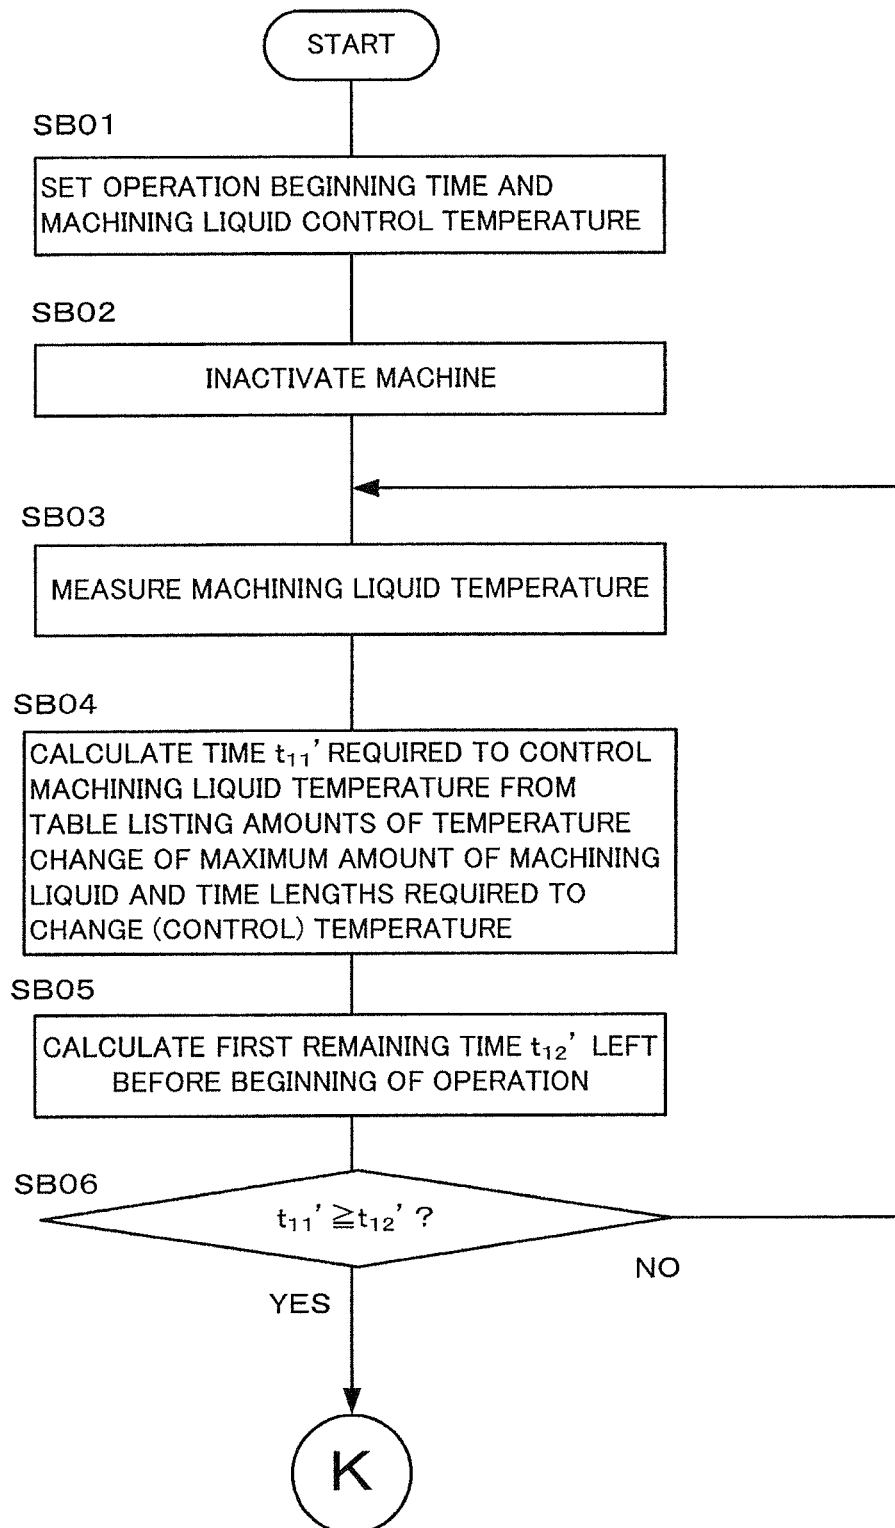 START
SB01
SET OPERATION BEGINNING TIME AND
MACHINING LIQUID CONTROL TEMPERATURE
SB02
INACTIVATE MACHINE
SB03
MEASURE MACHINING LIQUID TEMPERATURE
SB04
CALCULATE TIME t₁₁' REQUIRED TO CONTROL
MACHINING LIQUID TEMPERATURE FROM
TABLE LISTING AMOUNTS OF TEMPERATURE
CHANGE OF MAXIMUM AMOUNT OF MACHINING
LIQUID AND TIME LENGTHS REQUIRED TO
CHANGE (CONTROL) TEMPERATURE
SB05
CALCULATE FIRST REMAINING TIME t₁₂' LEFT
BEFORE BEGINNING OF OPERATION
SB06
t₁₁' ≧ t₁₂' ?
NO
YES
K